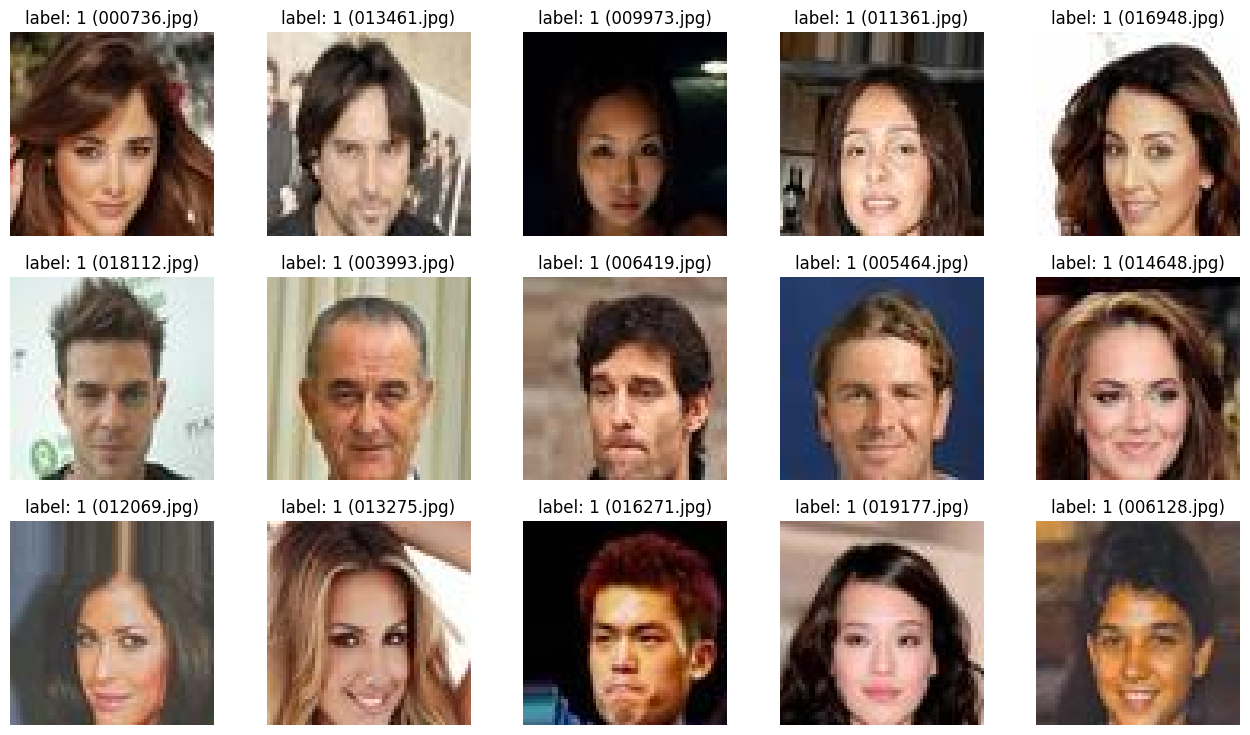 label: 1 (000736.jpg)
label: 1 (013461.jpg)
label: 1 (009973.jpg)
label: 1 (011361.jpg)
label: 1 (016948.jpg)
label: 1 (018112.jpg)
label: 1 (003993.jpg)
label: 1 (006419.jpg)
label: 1 (005464.jpg)
label: 1 (014648.jpg)
label: 1 (012069.jpg)
label: 1 (013275.jpg)
label: 1 (016271.jpg)
label: 1 (019177.jpg)
label: 1 (006128.jpg)